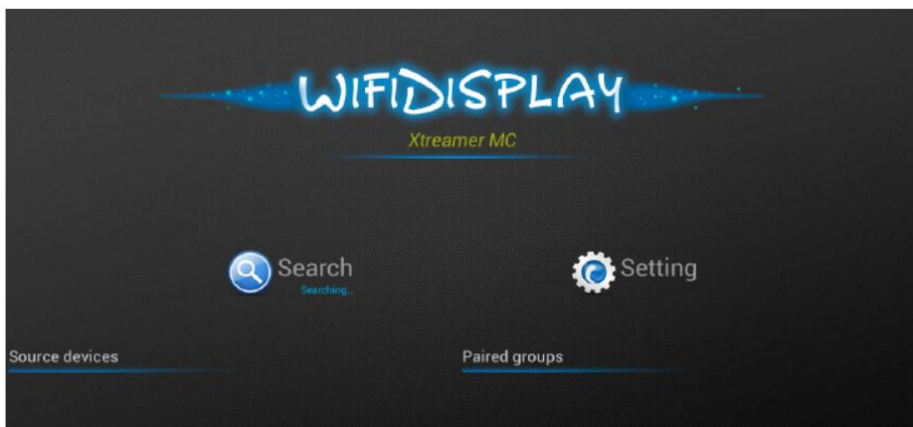 WIFIDISPLAY
Xtreamer MC
Search
Searching...
Setting
Source devices
Paired groups